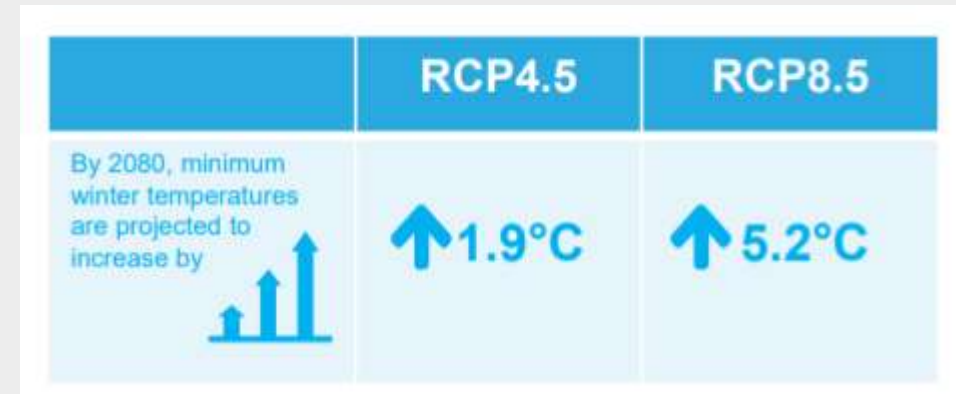 RCP4.5 RCP8.5
By 2080, minimum
winter temperatures
are projected to
increase by
1.9°C 5.2°C